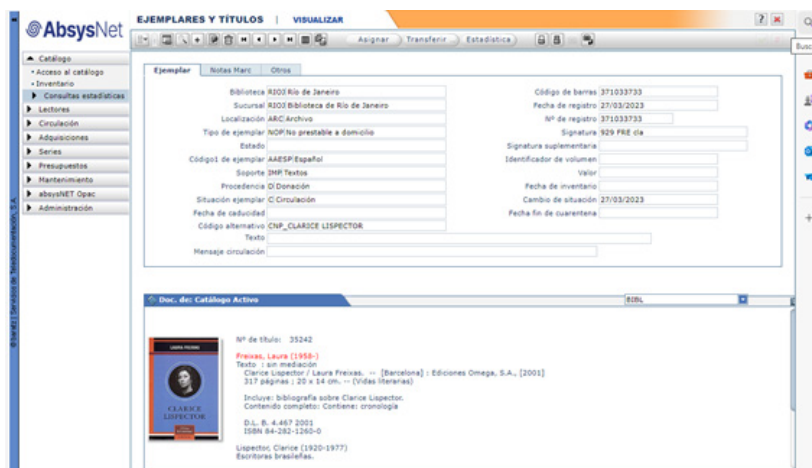 AbsysNet
EJEMPLARES Y TÍTULOS | VISUALIZAR
Asignar Transferir Estadística
Busc
Catálogo
Acceso al catálogo
Inventario
Consultas estadísticas
Lectores
Circulación
Adquisiciones
Series
Presupuestos
Mantenimiento
absysNET Opac
Administración
Ejemplar Notas Marc Otros
Biblioteca RIOJ Río de Janeiro Código de barras 371033733
Sucursal RIOJ Biblioteca de Río de Janeiro Fecha de registro 27/03/2023
Localización ARC Archivo Nº de registro 371033733
Tipo de ejemplar NOP No prestable a domicilio Signatura 929 FRE cla
Estado Signatura suplementaria
Código1 de ejemplar AAESP Español Identificador de volumen
Soporte IMP Textos Valor
Procedencia D Donación Fecha de inventario
Situación ejemplar C Circulación Cambio de situación 27/03/2023
Fecha de caducidad Fecha fin de cuarentena
Código alternativo CNP_CLARICE LISPECTOR
Texto
Mensaje circulación
Doc. de: Catálogo Activo BIBL
Nº de título: 35242
Freixas, Laura (1958-)
Texto : sin mediación
Clarice Lispector / Laura Freixas. -- [Barcelona] : Ediciones Omega, S.A., [2001]
317 páginas ; 20 x 14 cm. -- (Vidas literarias)
Incluye: bibliografía sobre Clarice Lispector.
Contenido completo: Contiene: cronología
D.L. B. 4.467 2001
ISBN 84-282-1260-0
Lispector, Clarice (1920-1977)
Escritoras brasileñas.
LAURA FREIXAS
CLARICE
LISPECTOR